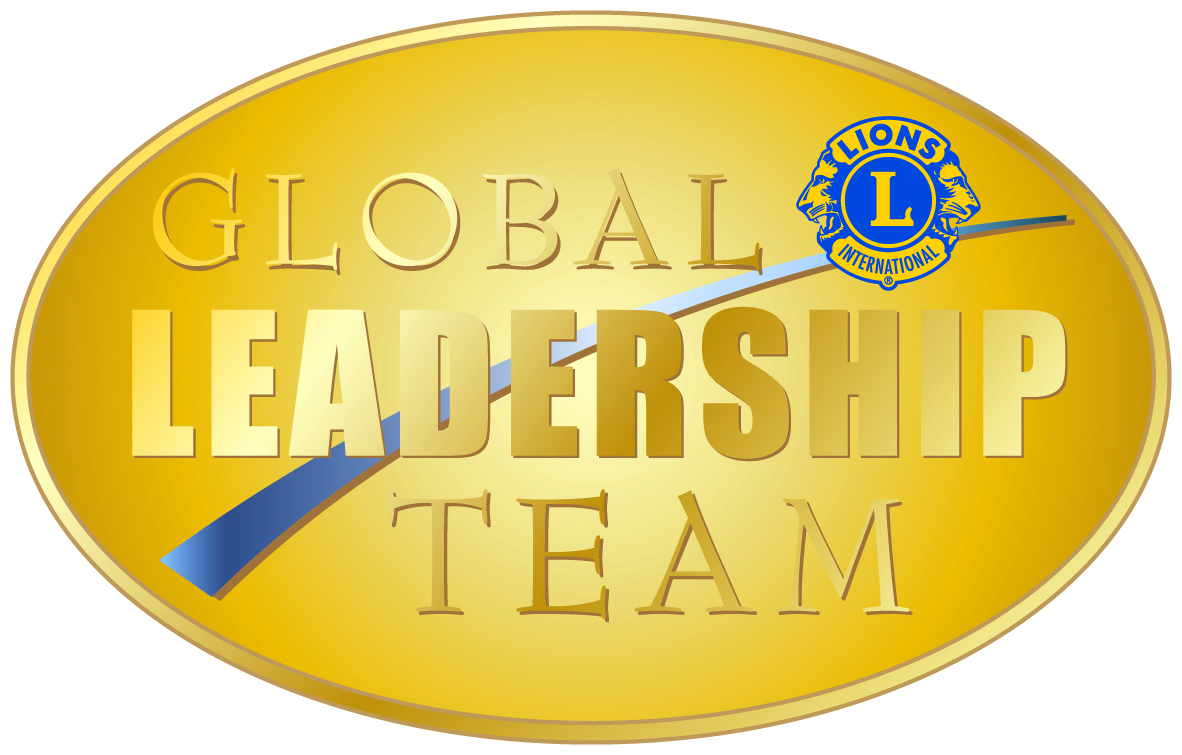 GLOBAL
LIONS
L
INTERNATIONAL
®
LEADERSHIP
TEAM